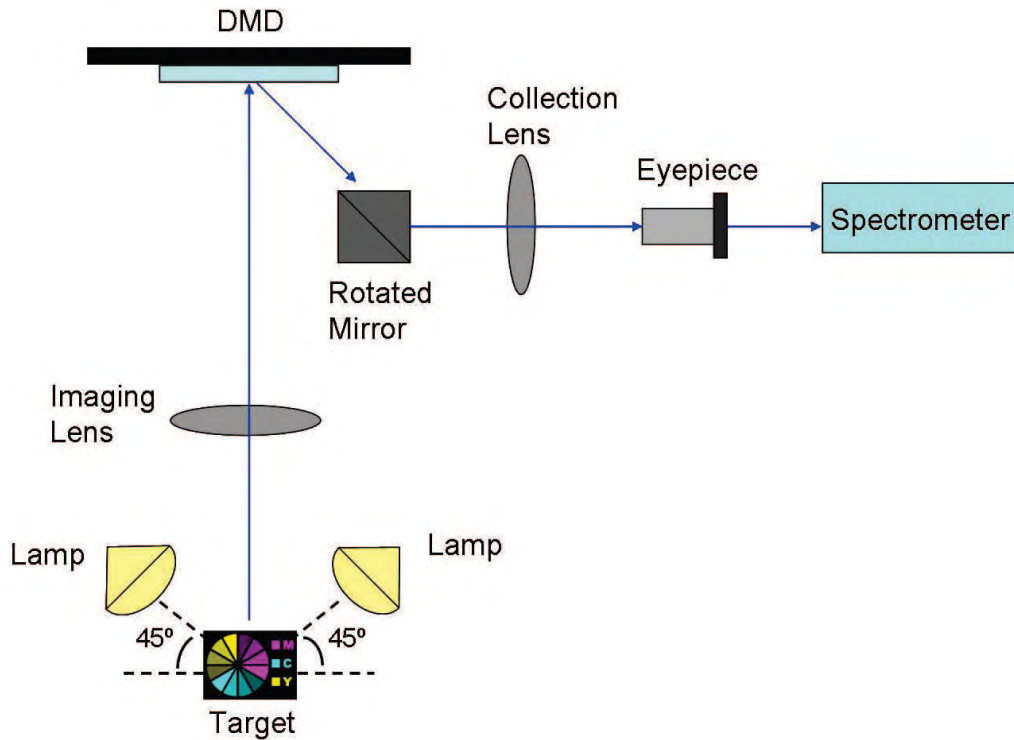 DMD
Collection
Lens
Eyepiece
Spectrometer
Rotated
Mirror
Imaging
Lens
Lamp
Lamp
45º
45º
M
C
Y
Target